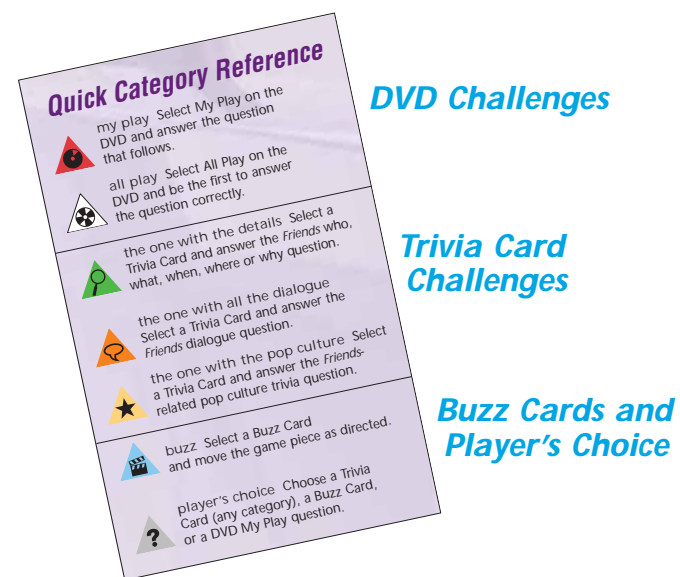 Quick Category Reference
my play Select My Play on the
DVD and answer the question
that follows.
all play Select All Play on the
DVD and be the first to answer
the question correctly.
DVD Challenges
the one with the details Select a
Trivia Card and answer the Friends who,
what, when, where or why question.
the one with all the dialogue
Select a Trivia Card and answer the
Friends dialogue question.
the one with the pop culture Select
a Trivia Card and answer the Friends-
related pop culture trivia question.
Trivia Card
Challenges
buzz Select a Buzz Card
and move the game piece as directed.
?
player's choice Choose a Trivia
Card (any category), a Buzz Card,
or a DVD My Play question.
Buzz Cards and
Player's Choice